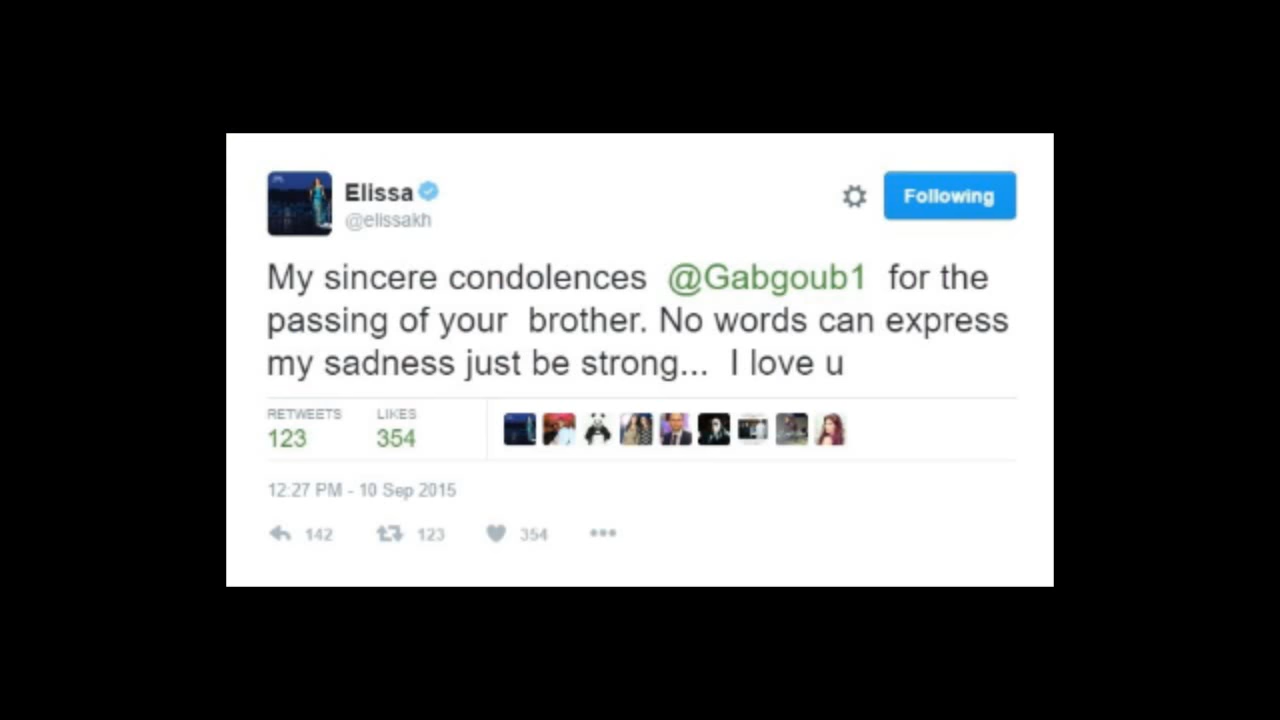 Elissa
@elissakh
Following
My sincere condolences @Gabgoub1 for the
passing of your brother. No words can express
my sadness just be strong... I love u
RETWEETS LIKES
123 354
12:27 PM - 10 Sep 2015
142 123 354